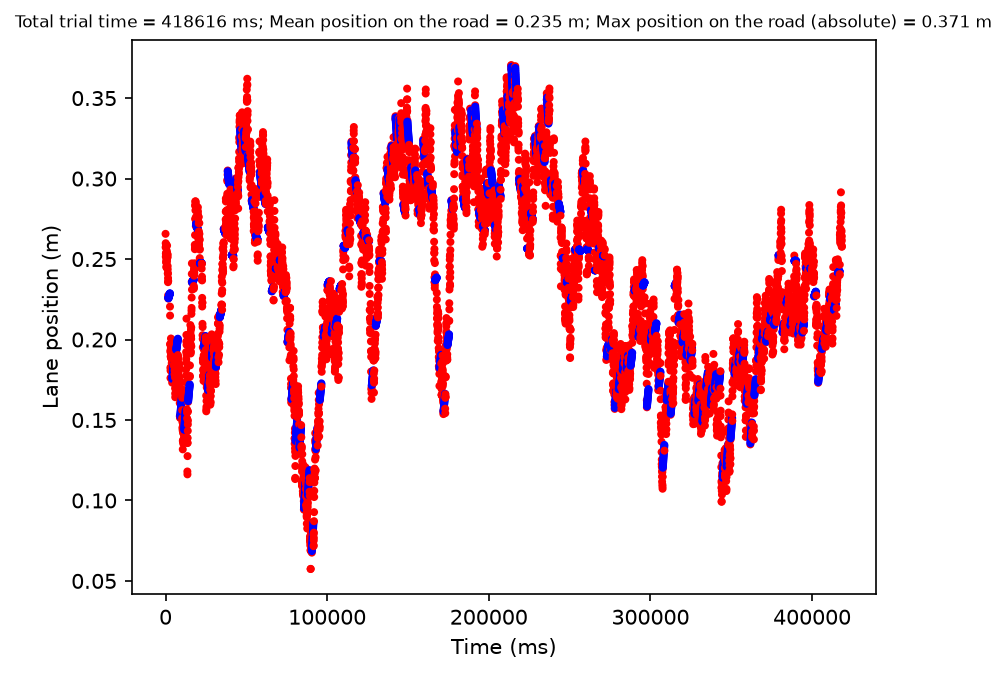 Total trial time = 418616 ms; Mean position on the road = 0.235 m; Max position on the road (absolute) = 0.371 m
0.35
0.30
0.25
0.20
0.15
0.10
0.05
Lane position (m)
0 100000 200000 300000 400000
Time (ms)